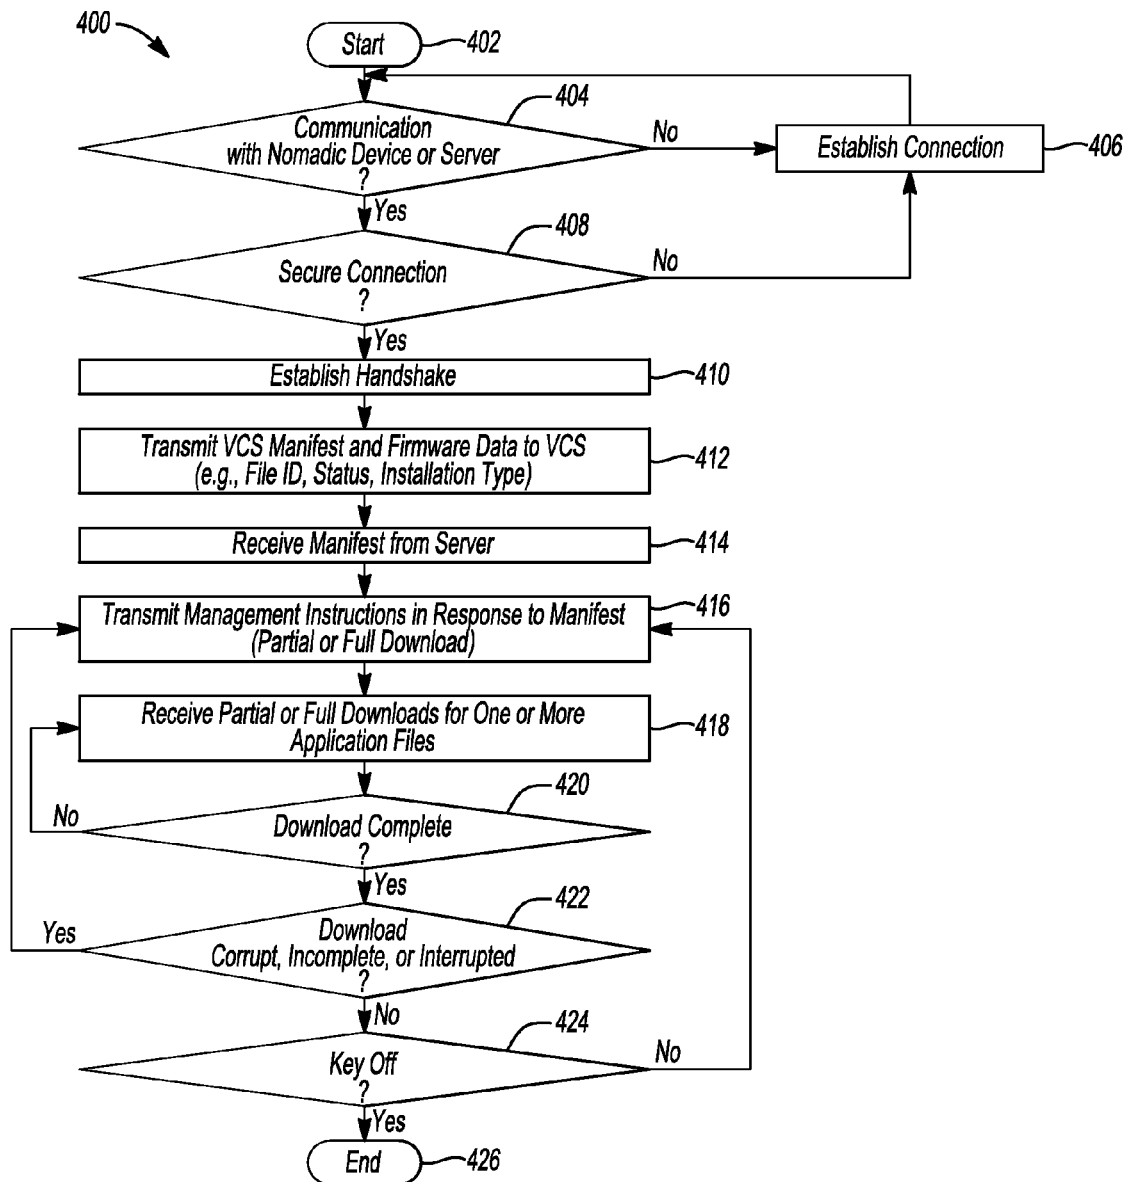 400
Start
402
404
Communication
with Nomadic Device or Server
?
No
Establish Connection
406
Yes
408
Secure Connection
?
No
Yes
Establish Handshake
410
Transmit VCS Manifest and Firmware Data to VCS
(e.g., File ID, Status, Installation Type)
412
Receive Manifest from Server
414
Transmit Management Instructions in Response to Manifest
(Partial or Full Download)
416
Receive Partial or Full Downloads for One or More
Application Files
418
420
No
Download Complete
?
Yes
422
Yes
Download
Corrupt, Incomplete, or Interrupted
?
No
424
Key Off
?
No
Yes
End
426